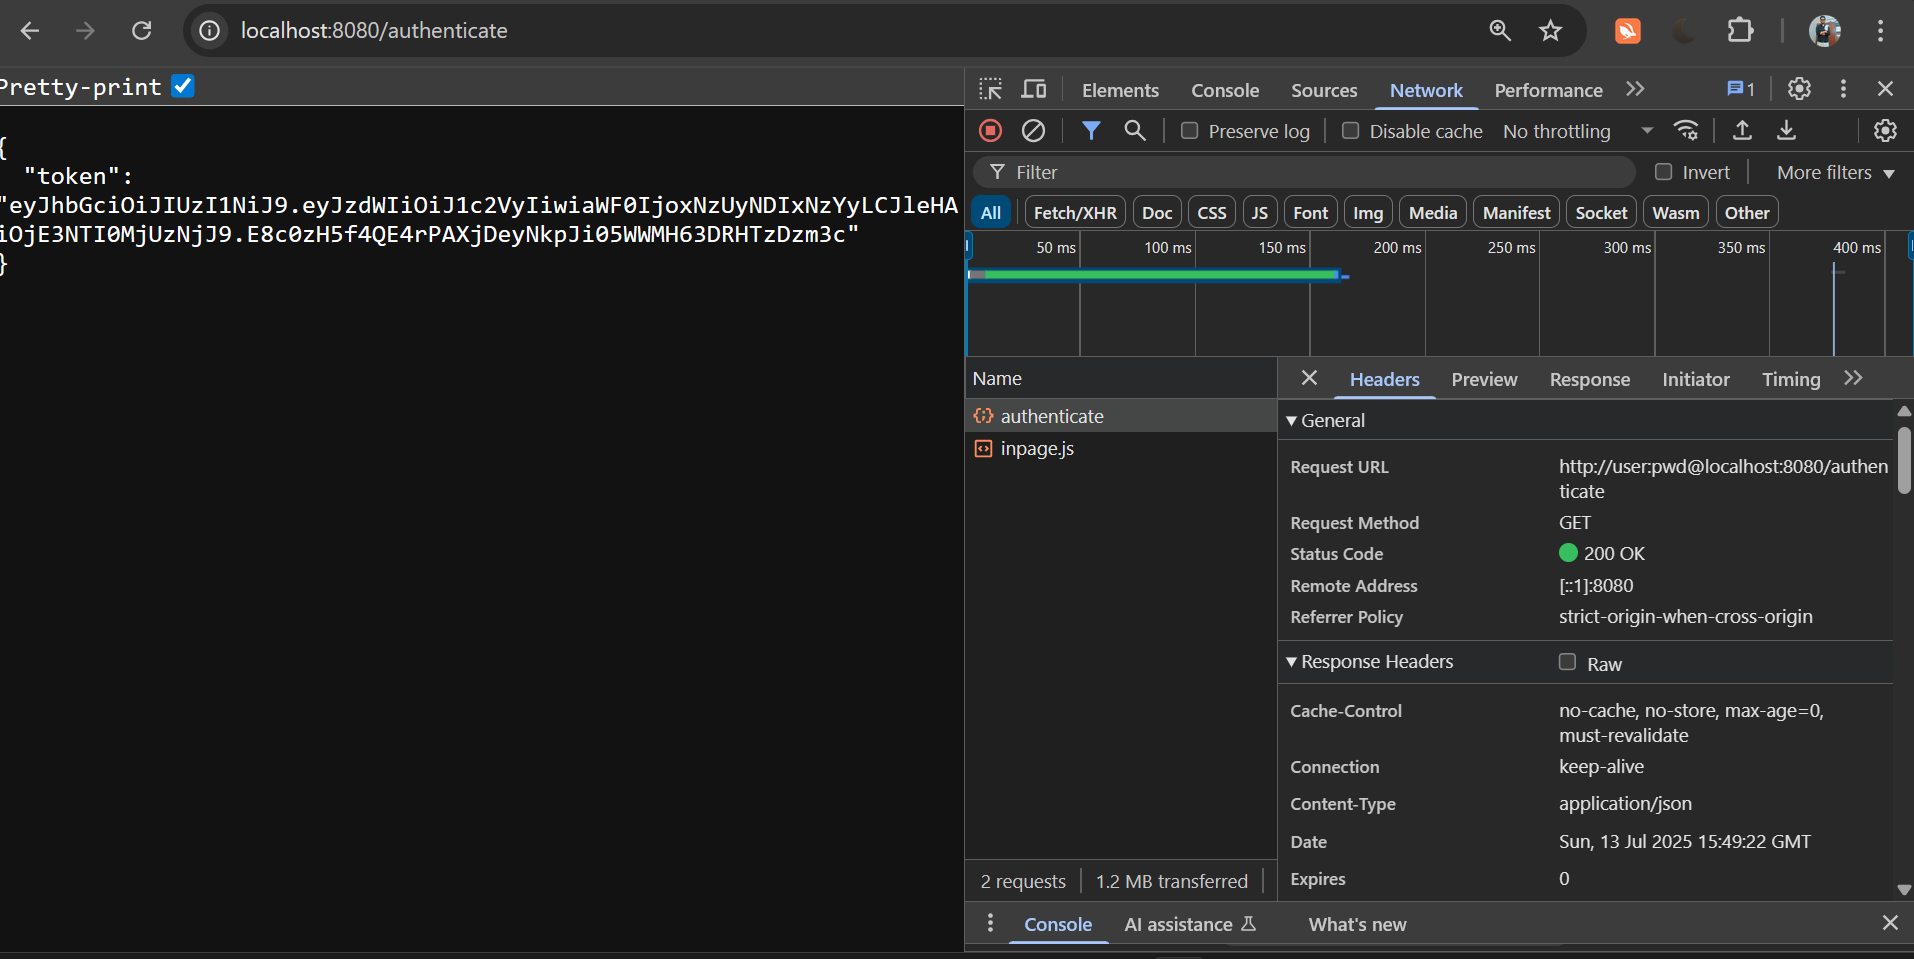 localhost:8080/authenticate
Pretty-print
{
"token":
"eyJhbGciOiJIUzI1NiJ9.eyJzdWIiOiJ1c2VyIiwiaWF0IjoxNzUyNDIxNzYyLCJleHA
iOjE3NTI0MjUzNjJ9.E8c0zH5f4QE4rPAXjDeyNkpJi05WWMH63DRHTzDzm3c"
}
Elements Console Sources Network Performance 1
Preserve log Disable cache No throttling
Filter Invert More filters
All Fetch/XHR Doc CSS JS Font Img Media Manifest Socket Wasm Other
50 ms 100 ms 150 ms 200 ms 250 ms 300 ms 350 ms 400 ms
Name
authenticate
inpage.js
2 requests 1.2 MB transferred
Headers Preview Response Initiator Timing
General
Request URL http://user:pwd@localhost:8080/authen
ticate
Request Method GET
Status Code 200 OK
Remote Address [::1]:8080
Referrer Policy strict-origin-when-cross-origin
Response Headers Raw
Cache-Control no-cache, no-store, max-age=0,
must-revalidate
Connection keep-alive
Content-Type application/json
Date Sun, 13 Jul 2025 15:49:22 GMT
Expires 0
Console AI assistance What's new